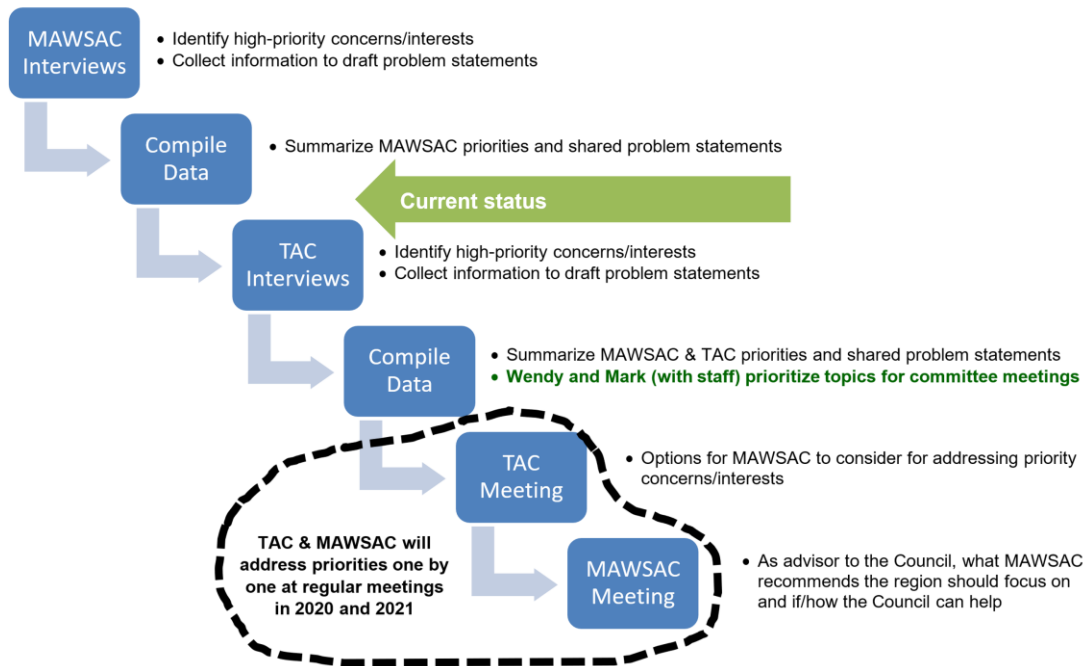 MAWSAC
Interviews
• Identify high-priority concerns/interests
• Collect information to draft problem statements
Compile
Data
• Summarize MAWSAC priorities and shared problem statements
Current status
TAC
Interviews
• Identify high-priority concerns/interests
• Collect information to draft problem statements
Compile
Data
• Summarize MAWSAC & TAC priorities and shared problem statements
• Wendy and Mark (with staff) prioritize topics for committee meetings
TAC
Meeting
• Options for MAWSAC to consider for addressing priority
concerns/interests
TAC & MAWSAC will
address priorities one by
one at regular meetings
in 2020 and 2021
MAWSAC
Meeting
• As advisor to the Council, what MAWSAC
recommends the region should focus on
and if/how the Council can help